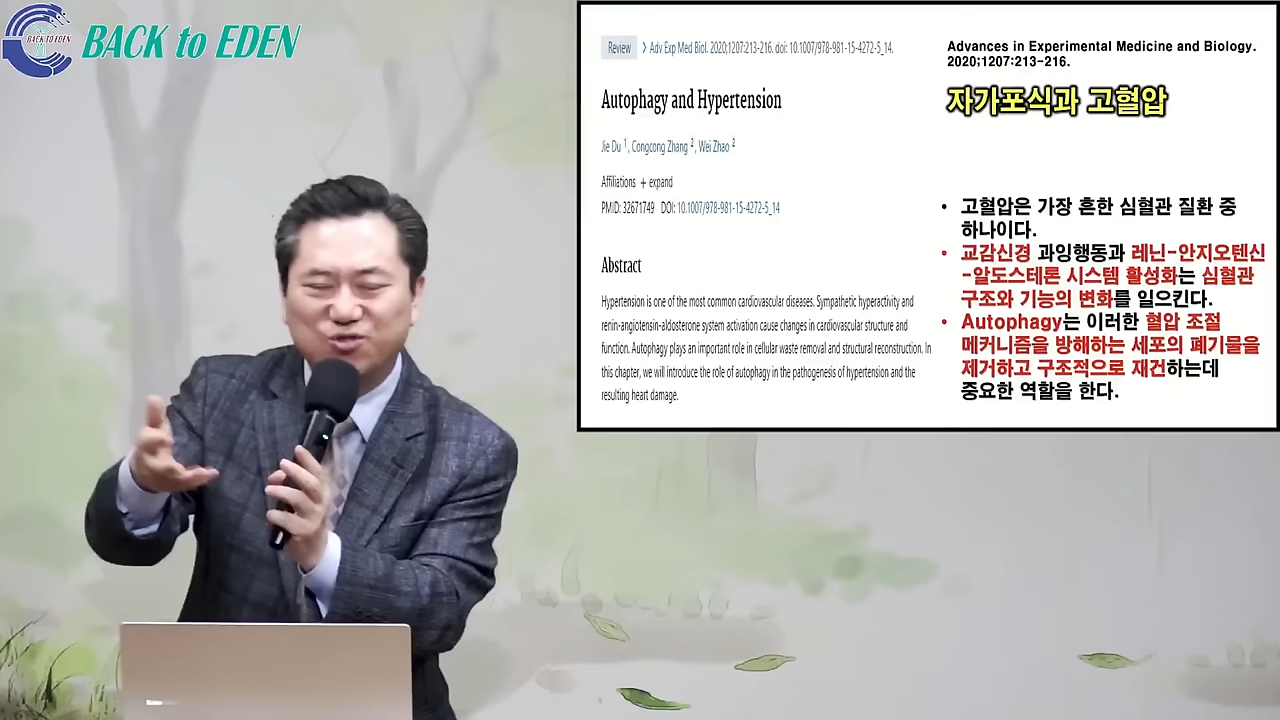 BACK TO EDEN
BACK to EDEN
Review > Adv Exp Med Biol. 2020;1207:213-216. doi: 10.1007/978-981-15-4272-5_14.
Autophagy and Hypertension
Jie Du 1, Congcong Zhang 2, Wei Zhao 2
Affiliations + expand
PMID: 32671749 DOI: 10.1007/978-981-15-4272-5_14
Abstract
Hypertension is one of the most common cardiovascular diseases. Sympathetic hyperactivity and
renin-angiotensin-aldosterone system activation cause changes in cardiovascular structure and
function. Autophagy plays an important role in cellular waste removal and structural reconstruction. In
this chapter, we will introduce the role of autophagy in the pathogenesis of hypertension and the
resulting heart damage.
Advances in Experimental Medicine and Biology.
2020;1207:213-216.
자가포식과 고혈압
• 고혈압은 가장 흔한 심혈관 질환 중
하나이다.
• 교감신경 과잉행동과 레닌-안지오텐신
-알도스테론 시스템 활성화는 심혈관
구조와 기능의 변화를 일으킨다.
• Autophagy는 이러한 혈압 조절
메커니즘을 방해하는 세포의 폐기물을
제거하고 구조적으로 재건하는데
중요한 역할을 한다.